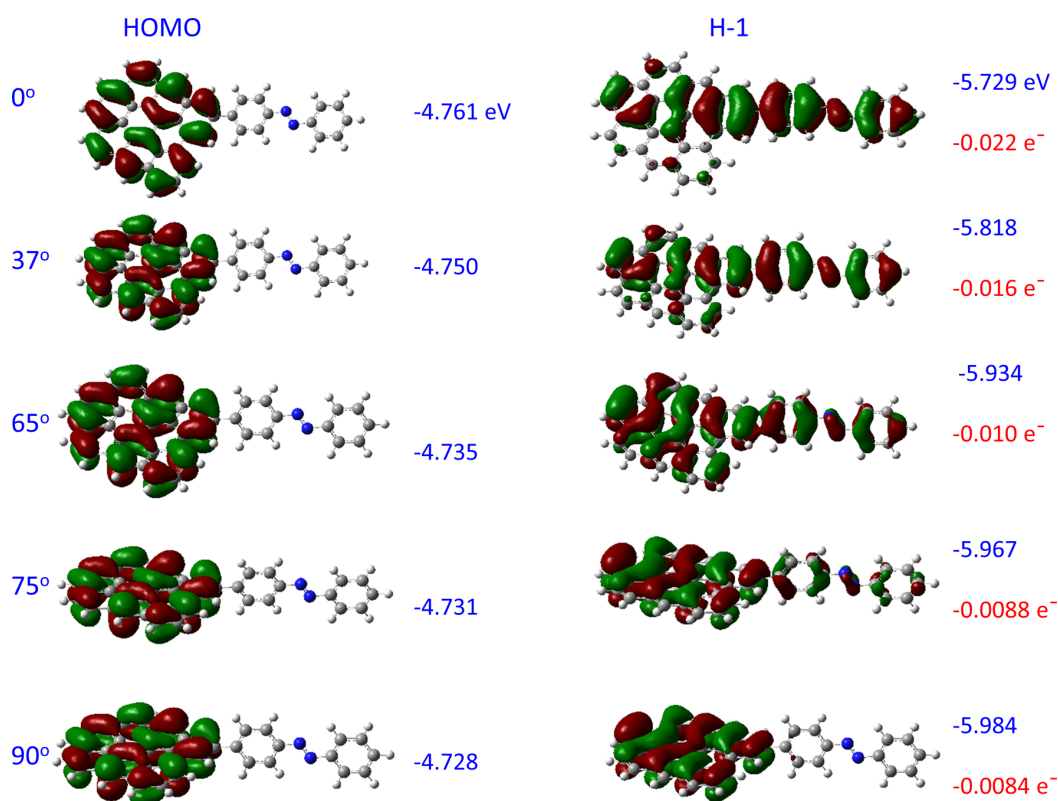 HOMO
H-1
0°
-4.761 eV
-5.729 eV
-0.022 e⁻
37°
-4.750
-5.818
-0.016 e⁻
65°
-4.735
-5.934
-0.010 e⁻
75°
-4.731
-5.967
-0.0088 e⁻
90°
-4.728
-5.984
-0.0084 e⁻